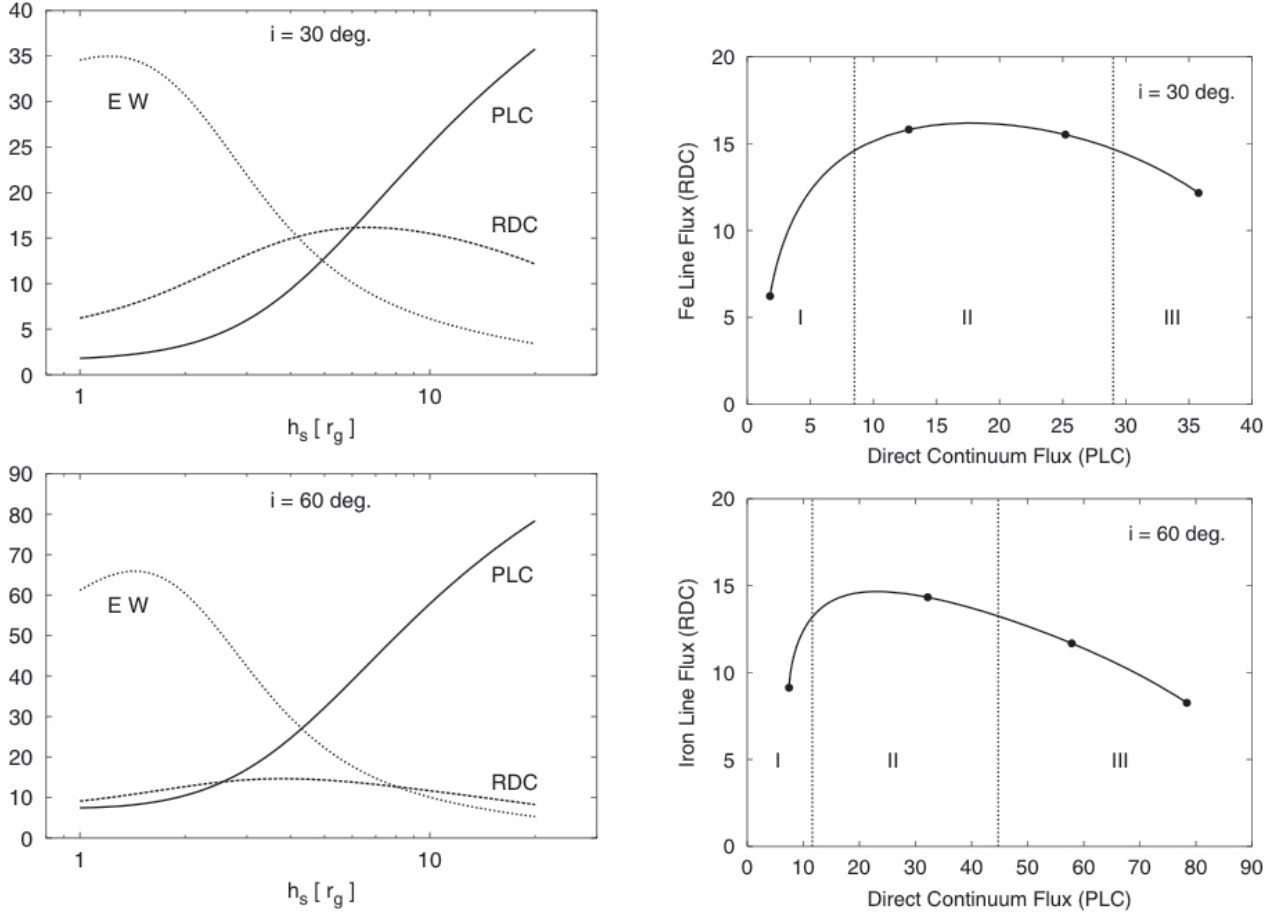 40
35
30
25
20
15
10
5
0
i = 30 deg.
E W
PLC
RDC
1
10
h_s [ r_g ]
20
15
10
5
0
Fe Line Flux (RDC)
i = 30 deg.
I
II
III
0 5 10 15 20 25 30 35 40
Direct Continuum Flux (PLC)
90
80
70
60
50
40
30
20
10
0
i = 60 deg.
E W
PLC
RDC
1
10
h_s [ r_g ]
20
15
10
5
0
Iron Line Flux (RDC)
i = 60 deg.
I
II
III
0 10 20 30 40 50 60 70 80 90
Direct Continuum Flux (PLC)